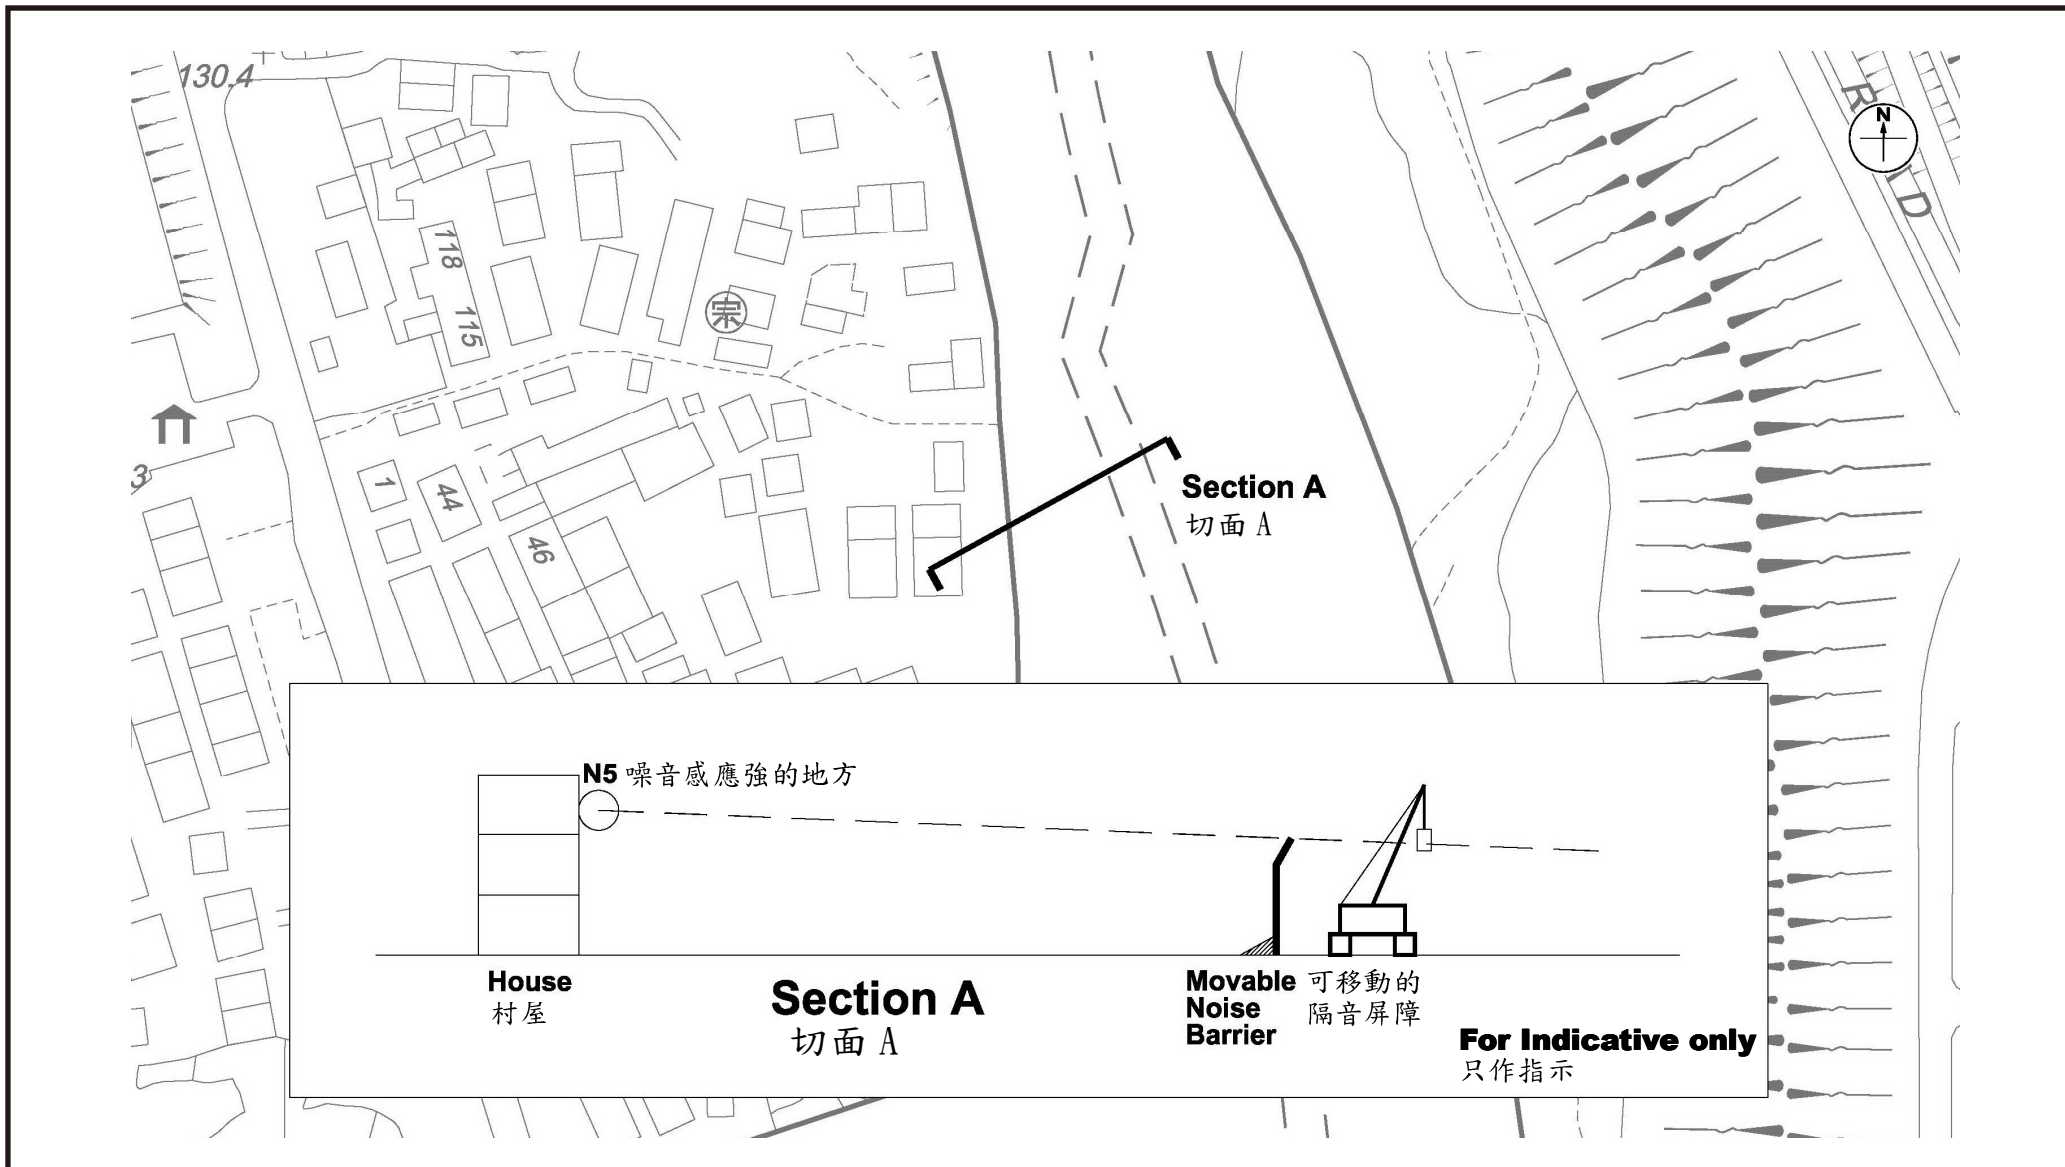 130.4
R
D
N
118
115
宗
3
1
44
46
Section A
切面 A
N5 噪音感應強的地方
House
村屋
Section A
切面 A
Movable
Noise
Barrier
可移動的
隔音屏障
For Indicative only
只作指示